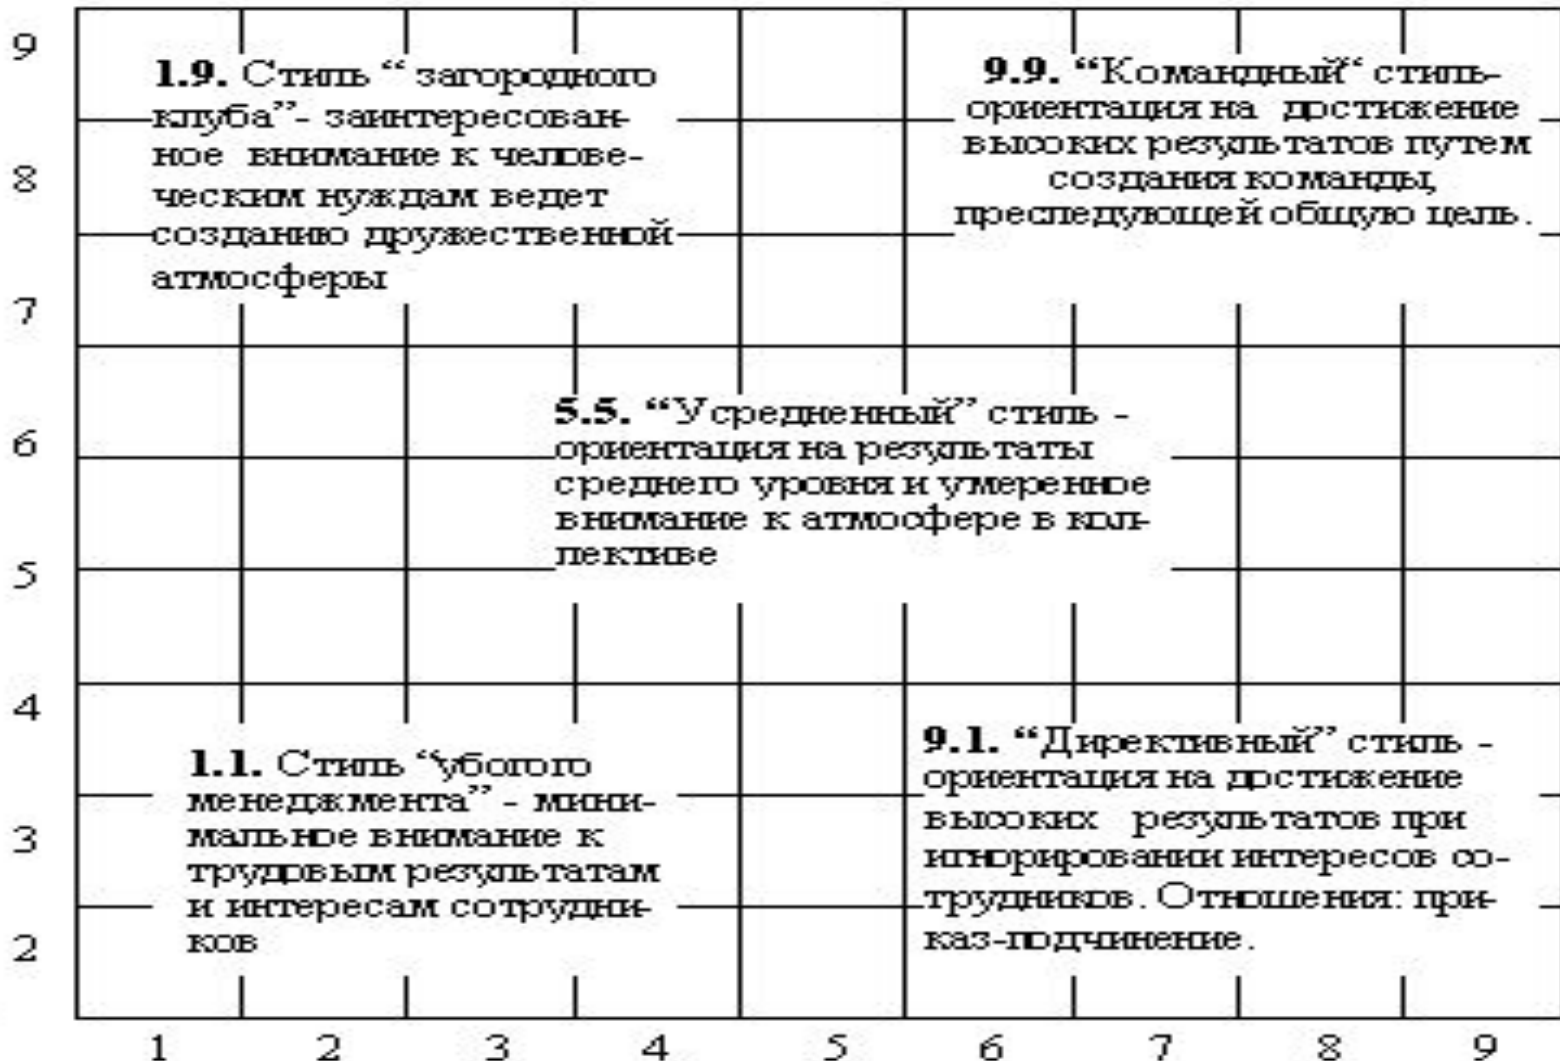 9
1.9. Стиль “ загородного
клуба”- заинтересован-
ное внимание к челове-
ческим нуждам ведет
созданию дружественной
атмосферы
9.9. “Командный“ стиль-
ориентация на достижение
высоких результатов путем
создания команды,
преследующей общую цель.
8
7
5.5. “Усредненный” стиль -
ориентация на результаты
среднего уровня и умеренное
внимание к атмосфере в кол-
лективе
6
5
4
1.1. Стиль “убогого
менеджмента” - мини-
мальное внимание к
трудовым результатам
и интересам сотрудни-
ков
9.1. “Директивный” стиль -
ориентация на достижение
высоких результатов при
игнорировании интересов со-
трудников. Отношения: при-
каз-подчинение.
3
2
1 2 3 4 5 6 7 8 9